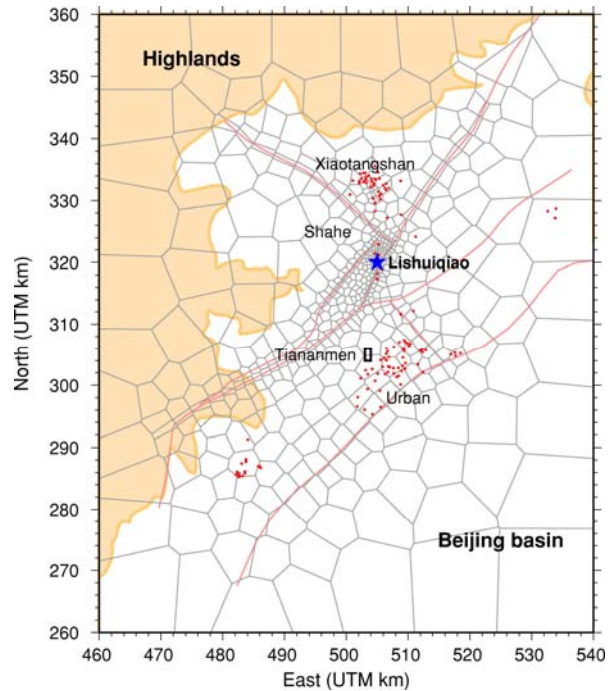 360
350
340
330
320
310
300
290
280
270
260
North (UTM km)
Highlands
Xiaotangshan
Shahe
Lishuiqiao
Tiananmen
Urban
Beijing basin
460 470 480 490 500 510 520 530 540
East (UTM km)